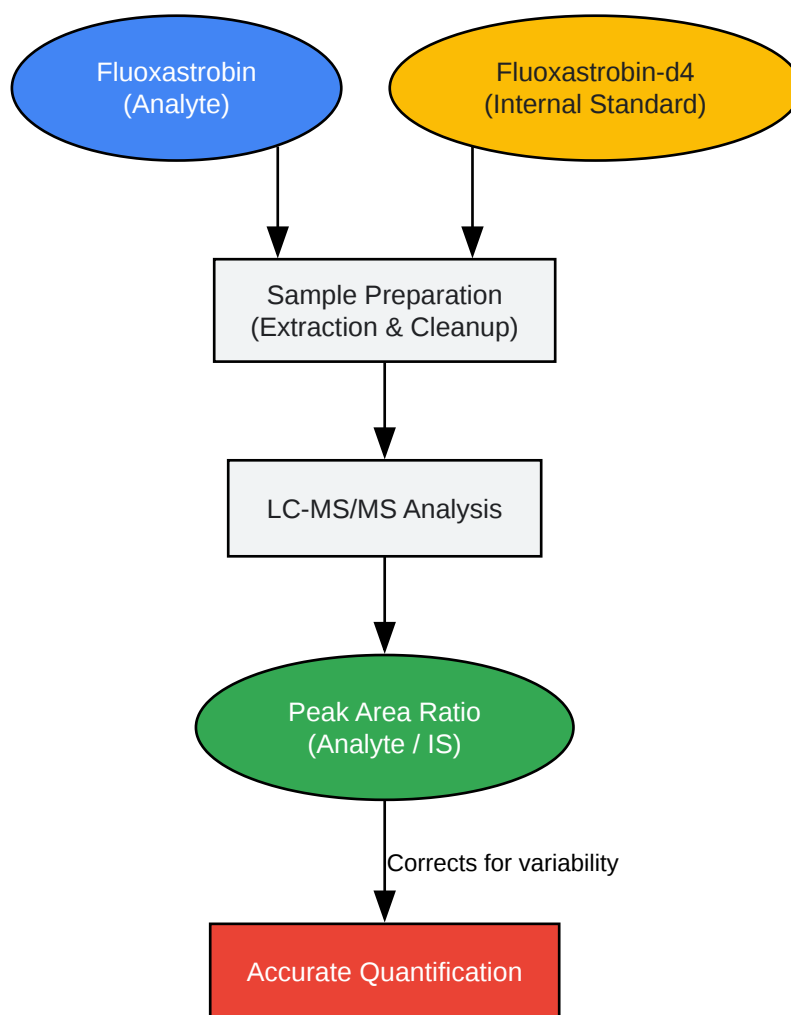 Fluoxastrobin
(Analyte)
Fluoxastrobin-d4
(Internal Standard)
Sample Preparation
(Extraction & Cleanup)
LC-MS/MS Analysis
Peak Area Ratio
(Analyte / IS)
Corrects for variability
Accurate Quantification